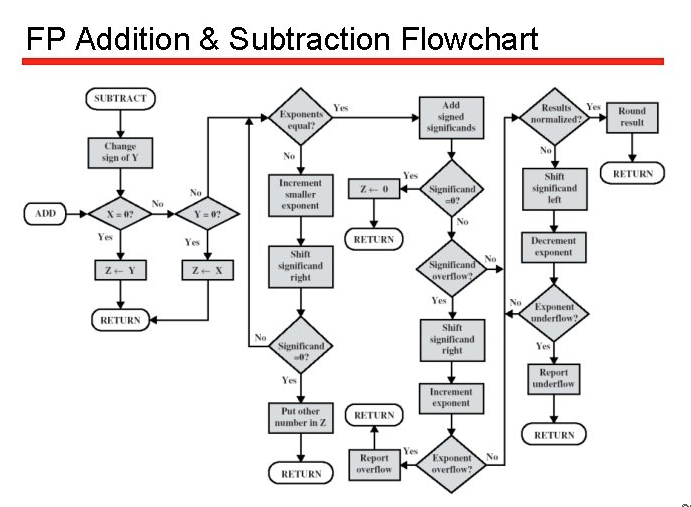 FP Addition & Subtraction Flowchart
SUBTRACT
Change
sign of Y
ADD
X = 0?
No
Yes
Z ← Y
RETURN
No
Y = 0?
Yes
Z ← X
Exponents
equal?
Yes
No
Increment
smaller
exponent
Shift
significand
right
No
Significand
=0?
Yes
Put other
number in Z
RETURN
Add
signed
significands
Yes
Significand
=0?
Z ← 0
RETURN
No
Significand
overflow?
No
Yes
Shift
significand
right
Increment
exponent
Exponent
overflow?
No
Yes
Report
overflow
RETURN
Results
normalized?
Yes
Round
result
RETURN
No
Shift
significand
left
Decrement
exponent
No
Exponent
underflow?
Yes
Report
underflow
RETURN